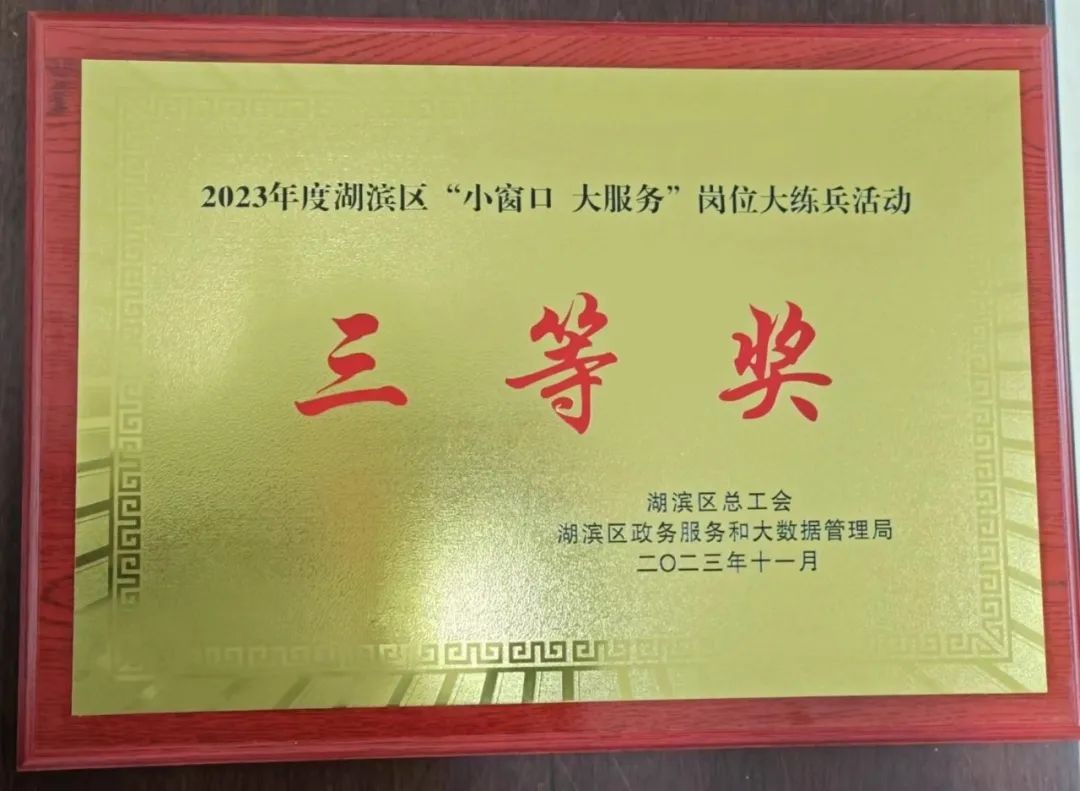 2023年度湖滨区“小窗口 大服务”岗位大练兵活动
三等奖
湖滨区总工会
湖滨区政务服务和大数据管理局
二〇二三年十一月